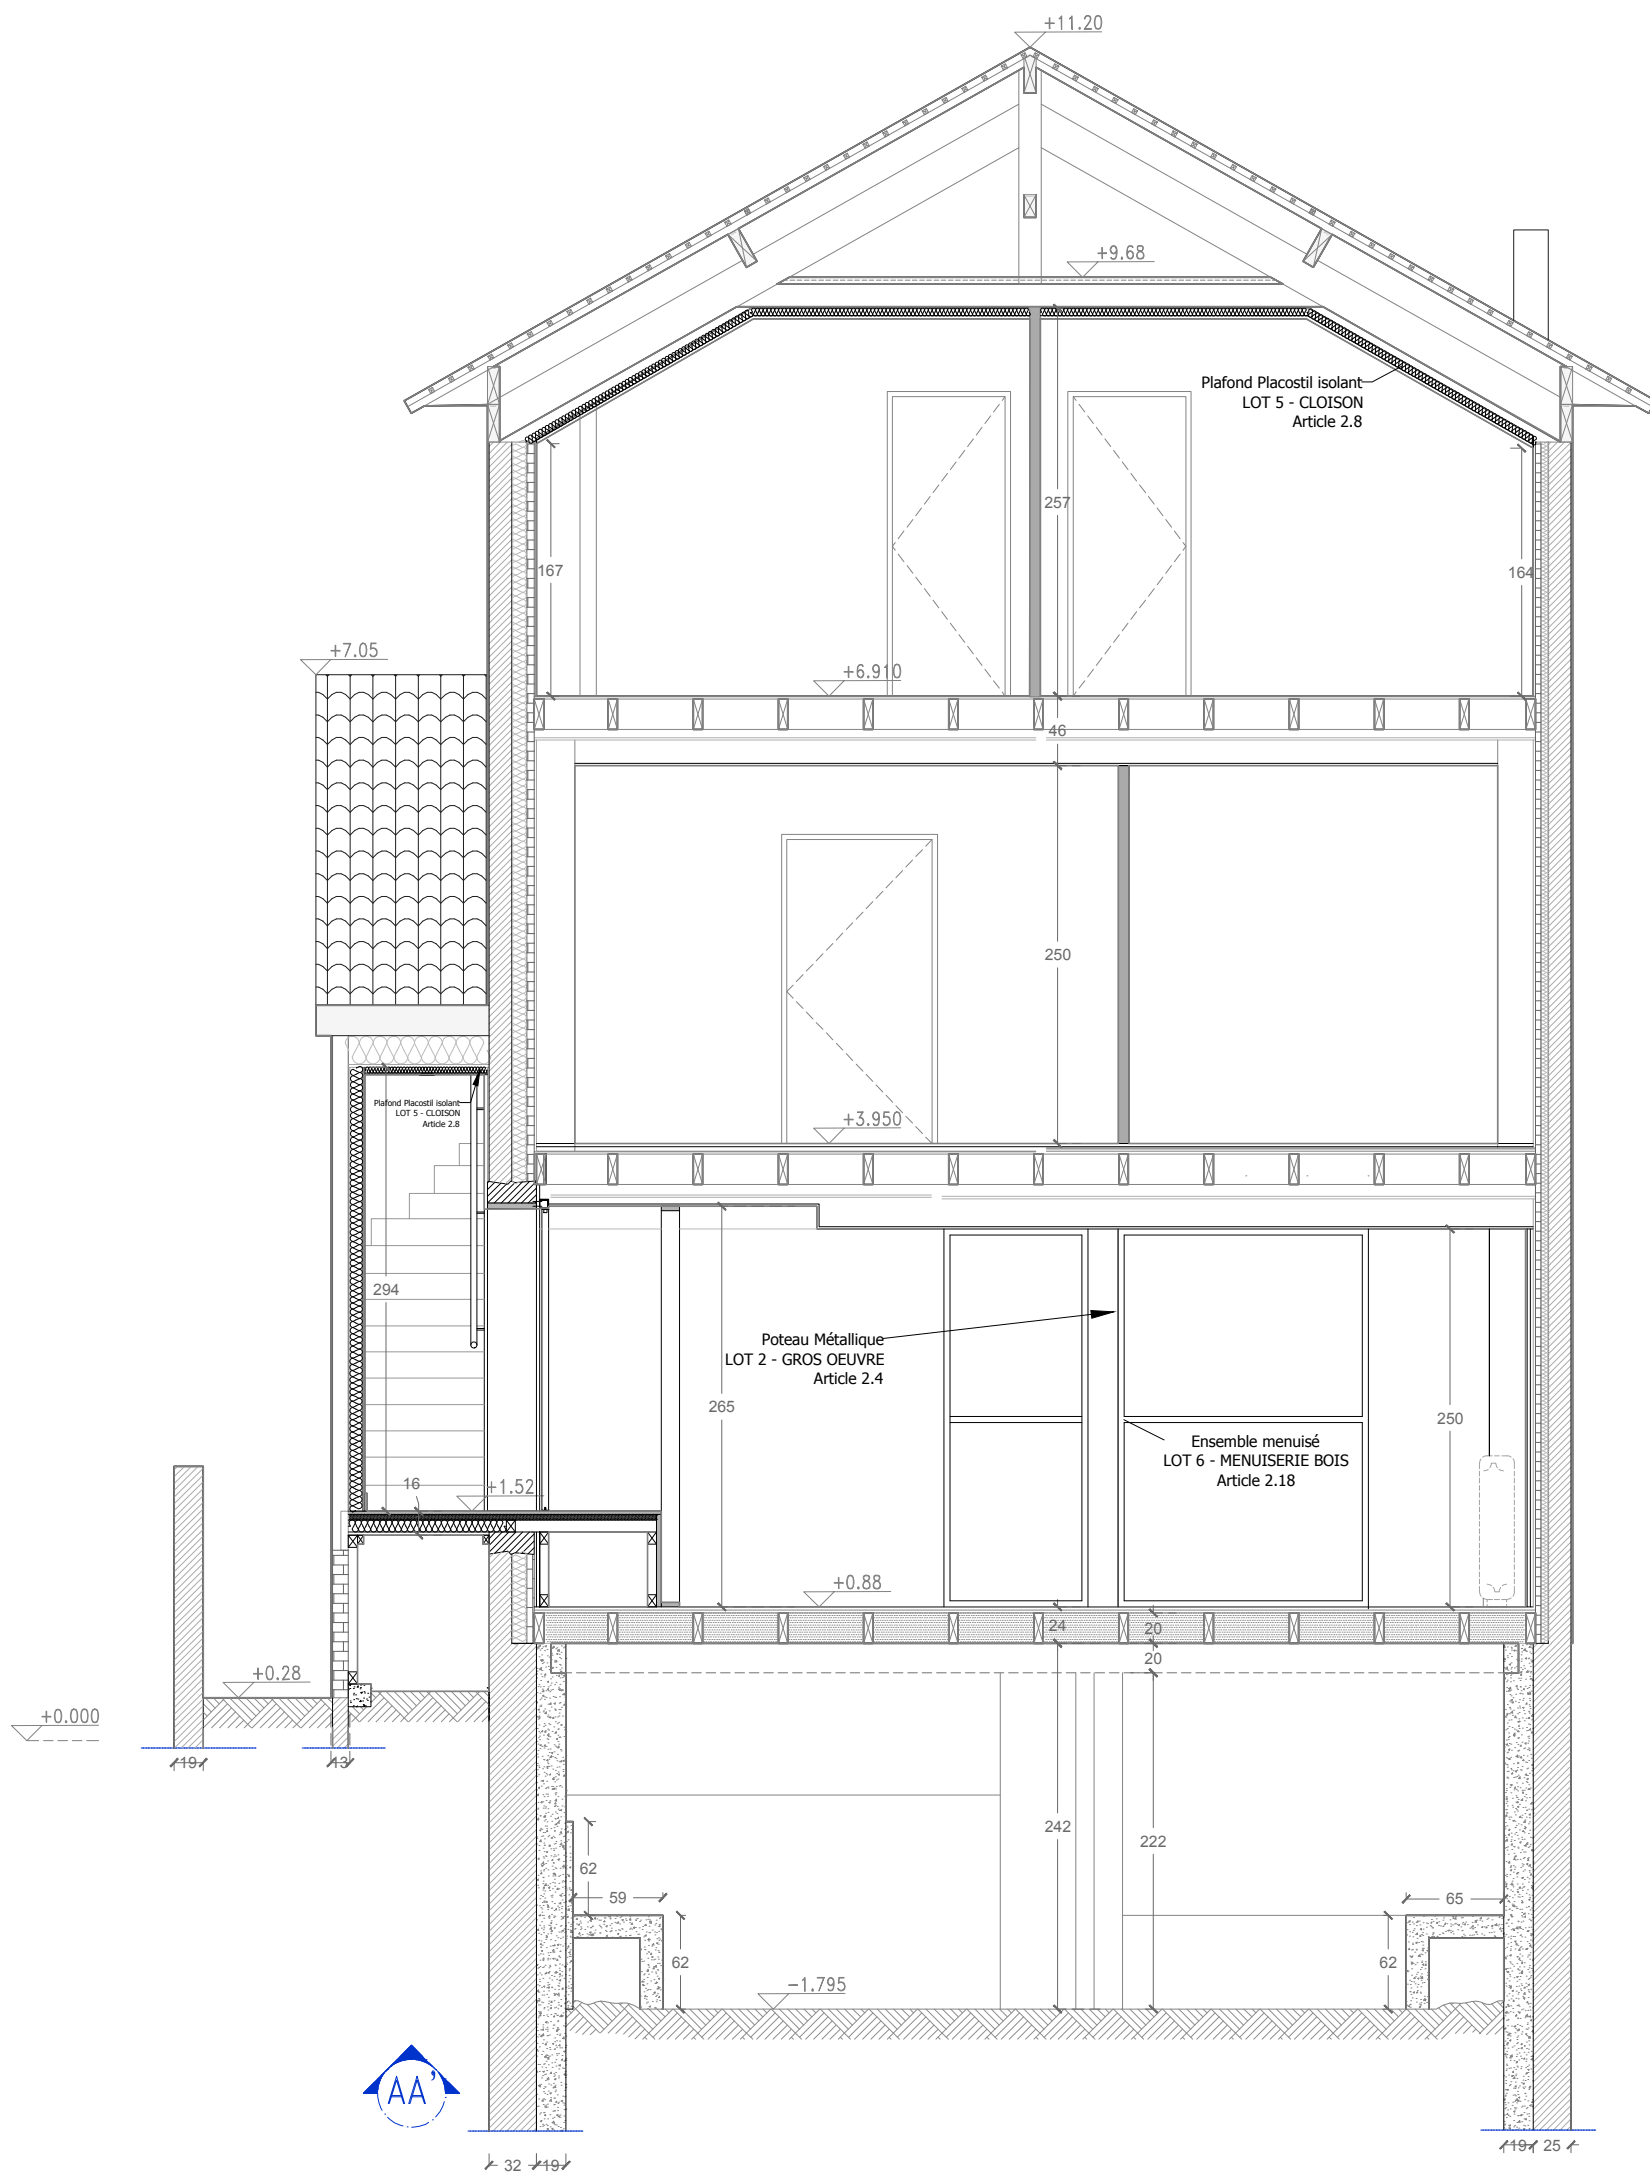 +11.20
+9.68
Plafond Placostil isolant
LOT 5 - CLOISON
Article 2.8
257
167
164
+7.05
+6.910
46
250
Plafond Placostil isolant
LOT 5 - CLOISON
Article 2.8
+3.950
294
Poteau Métallique
LOT 2 - GROS OEUVRE
Article 2.4
265
250
Ensemble menuisé
LOT 6 - MENUISERIE BOIS
Article 2.18
16
+1.52
+0.88
24
20
20
+0.28
+0.000
19
13
242
222
62
59
65
62
62
-1.795
AA'
32
19
19
25